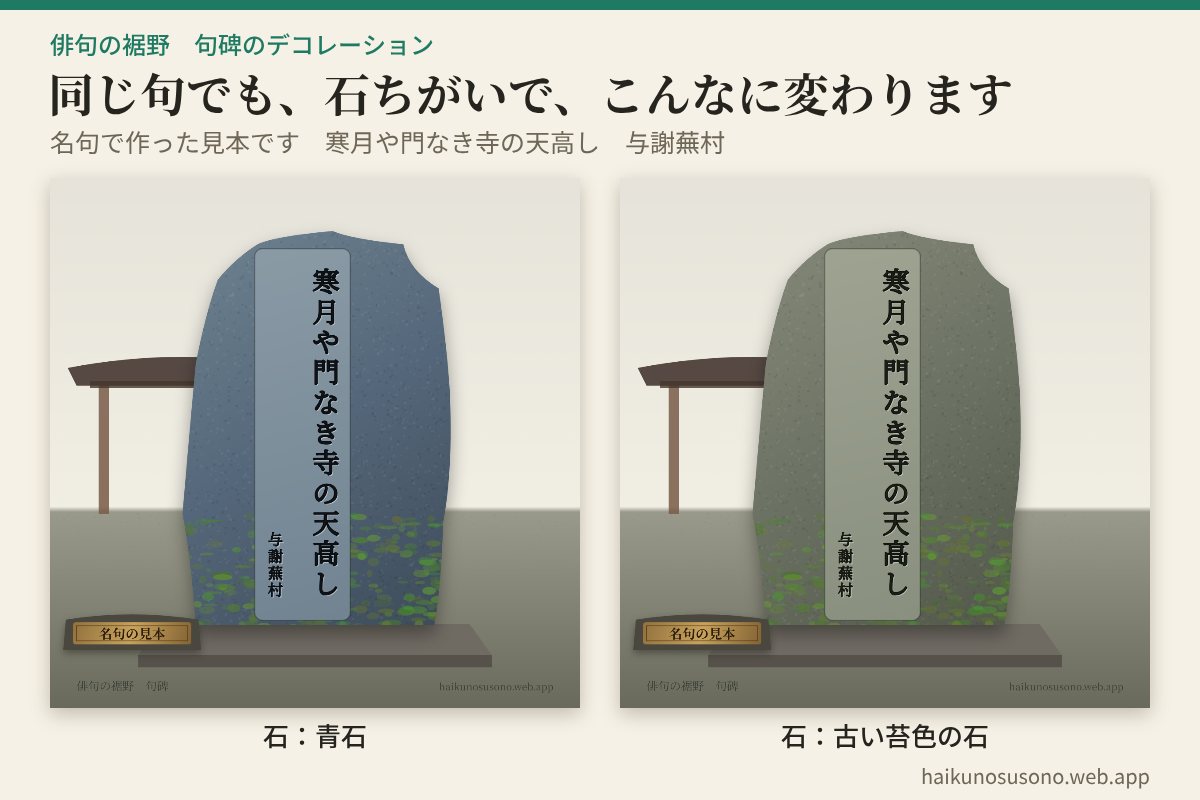 俳句の裾野　句碑のデコレーション
同じ句でも、石ちがいで、こんなに変わります
名句で作った見本です　寒月や門なき寺の天高し　与謝蕪村
寒月や門なき寺の天高し
与謝蕪村
名句の見本
俳句の裾野　句碑
haikunosusono.web.app
石：青石
寒月や門なき寺の天高し
与謝蕪村
名句の見本
俳句の裾野　句碑
haikunosusono.web.app
石：古い苔色の石
haikunosusono.web.app